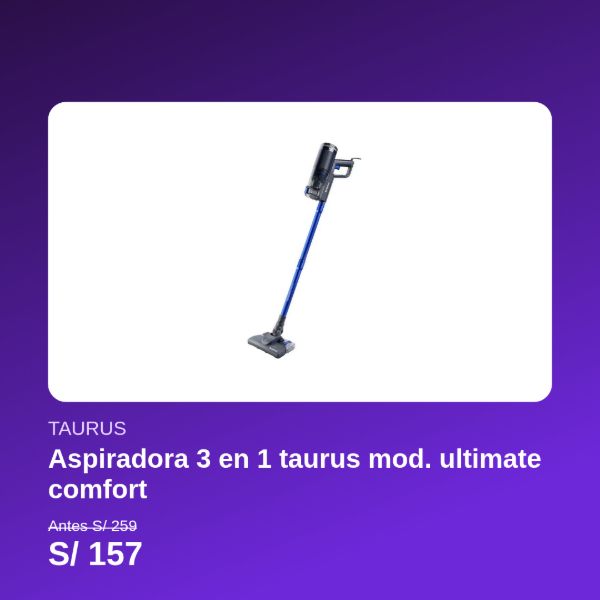 TAURUS
Aspiradora 3 en 1 taurus mod. ultimate
comfort
Antes S/ 259
S/ 157